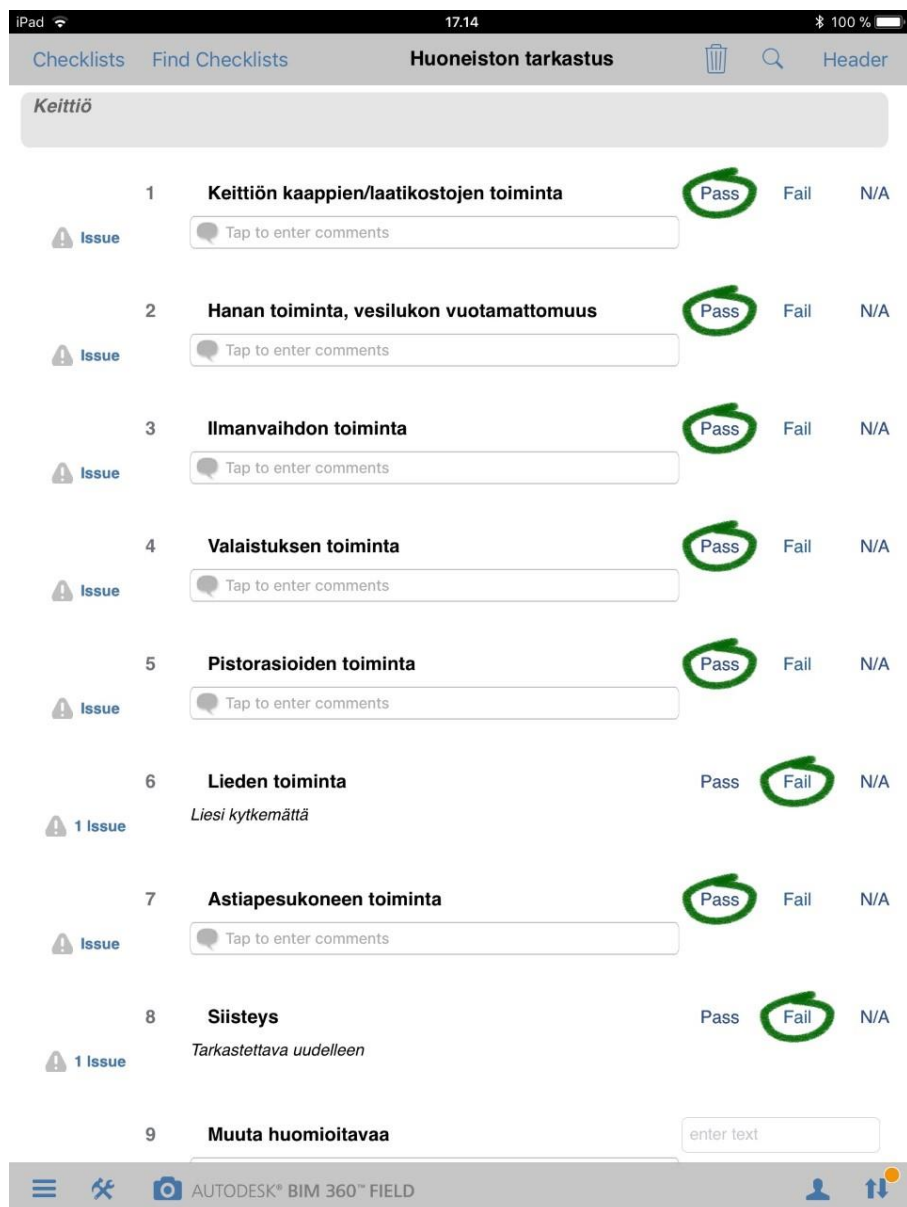 iPad 17.14 100 %
Checklists Find Checklists Huoneiston tarkastus Header
Keittiö
1 Keittiön kaappien/laatikostojen toiminta Pass Fail N/A
Issue Tap to enter comments
2 Hanan toiminta, vesilukon vuotamattomuus Pass Fail N/A
Issue Tap to enter comments
3 Ilmanvaihdon toiminta Pass Fail N/A
Issue Tap to enter comments
4 Valaistuksen toiminta Pass Fail N/A
Issue Tap to enter comments
5 Pistorasioiden toiminta Pass Fail N/A
Issue Tap to enter comments
6 Lieden toiminta Pass Fail N/A
Liesi kytkemättä
1 Issue
7 Astiapesukoneen toiminta Pass Fail N/A
Issue Tap to enter comments
8 Siisteys Pass Fail N/A
Tarkastettava uudelleen
1 Issue
9 Muuta huomioitavaa enter text
AUTODESK® BIM 360™ FIELD